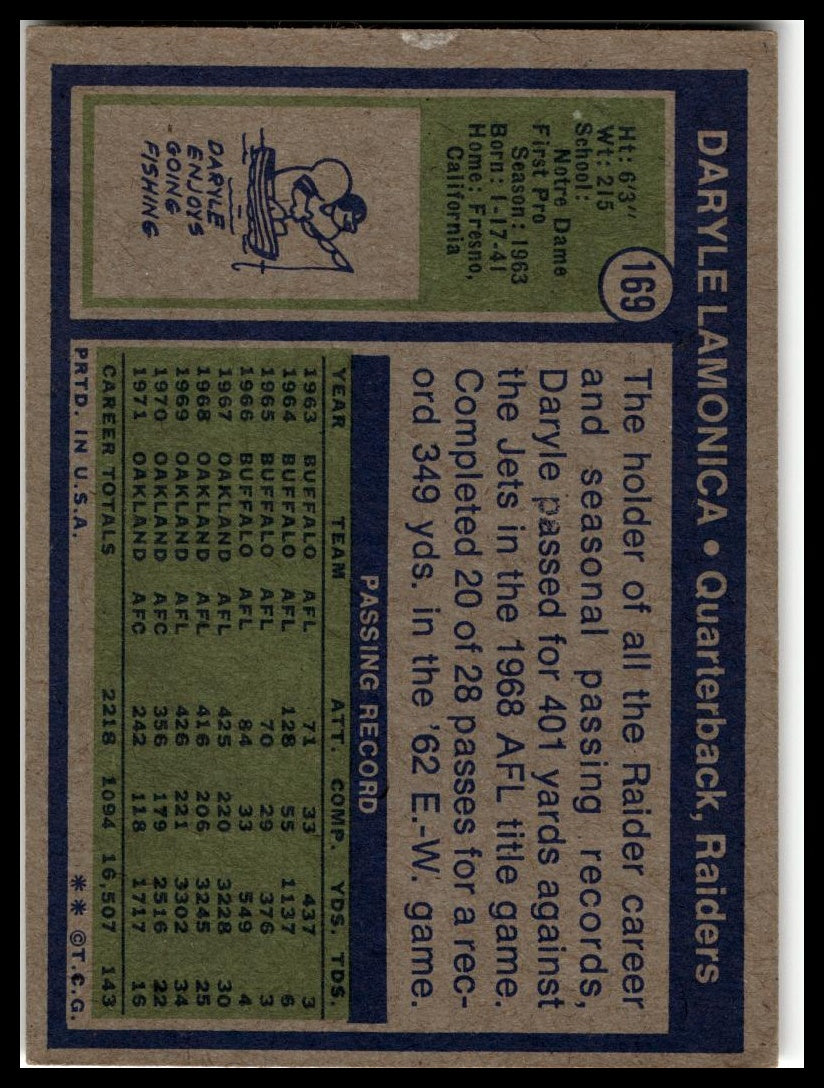 DARYLE LAMONICA • Quarterback, Raiders
169
Ht: 6'3"
Wt: 215
School:
Notre Dame
First Pro
Season: 1963
Born: 1-17-41
Home: Fresno,
California
DARYLE
ENJOYS
GOING
FISHING
The holder of all the Raider career
and seasonal passing records,
Daryle passed for 401 yards against
the Jets in the 1968 AFL title game.
Completed 20 of 28 passes for a rec-
ord 349 yds. in the '62 E.-W. game.
PASSING RECORD
YEAR TEAM ATT. COMP. YDS. TDS.
1963 BUFFALO AFL 71 33 437 3
1964 BUFFALO AFL 128 55 1137 6
1965 BUFFALO AFL 70 29 376 3
1966 BUFFALO AFL 84 33 549 4
1967 OAKLAND AFL 425 220 3228 30
1968 OAKLAND AFL 416 206 3245 25
1969 OAKLAND AFL 426 221 3302 34
1970 OAKLAND AFC 356 179 2516 22
1971 OAKLAND AFC 242 118 1717 16
CAREER TOTALS 2218 1094 16,507 143
PRTD. IN U.S.A. ** ©T.C.G.